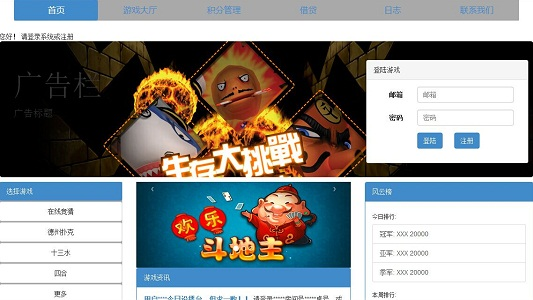 首页 游戏大厅 积分管理 借贷 日志 联系我们
您好！ 请登录系统或注册
广告栏
广告标题
生存大挑戰
登陆游戏
邮箱 邮箱
密码 密码
登陆 注册
选择游戏
在线竞猜
德州扑克
十三水
四台
更多
欢乐
斗地主
游戏资讯
风云榜
今日排行:
冠军: XXX 20000
亚军: XXX 20000
季军: XXX 20000
本周排行: